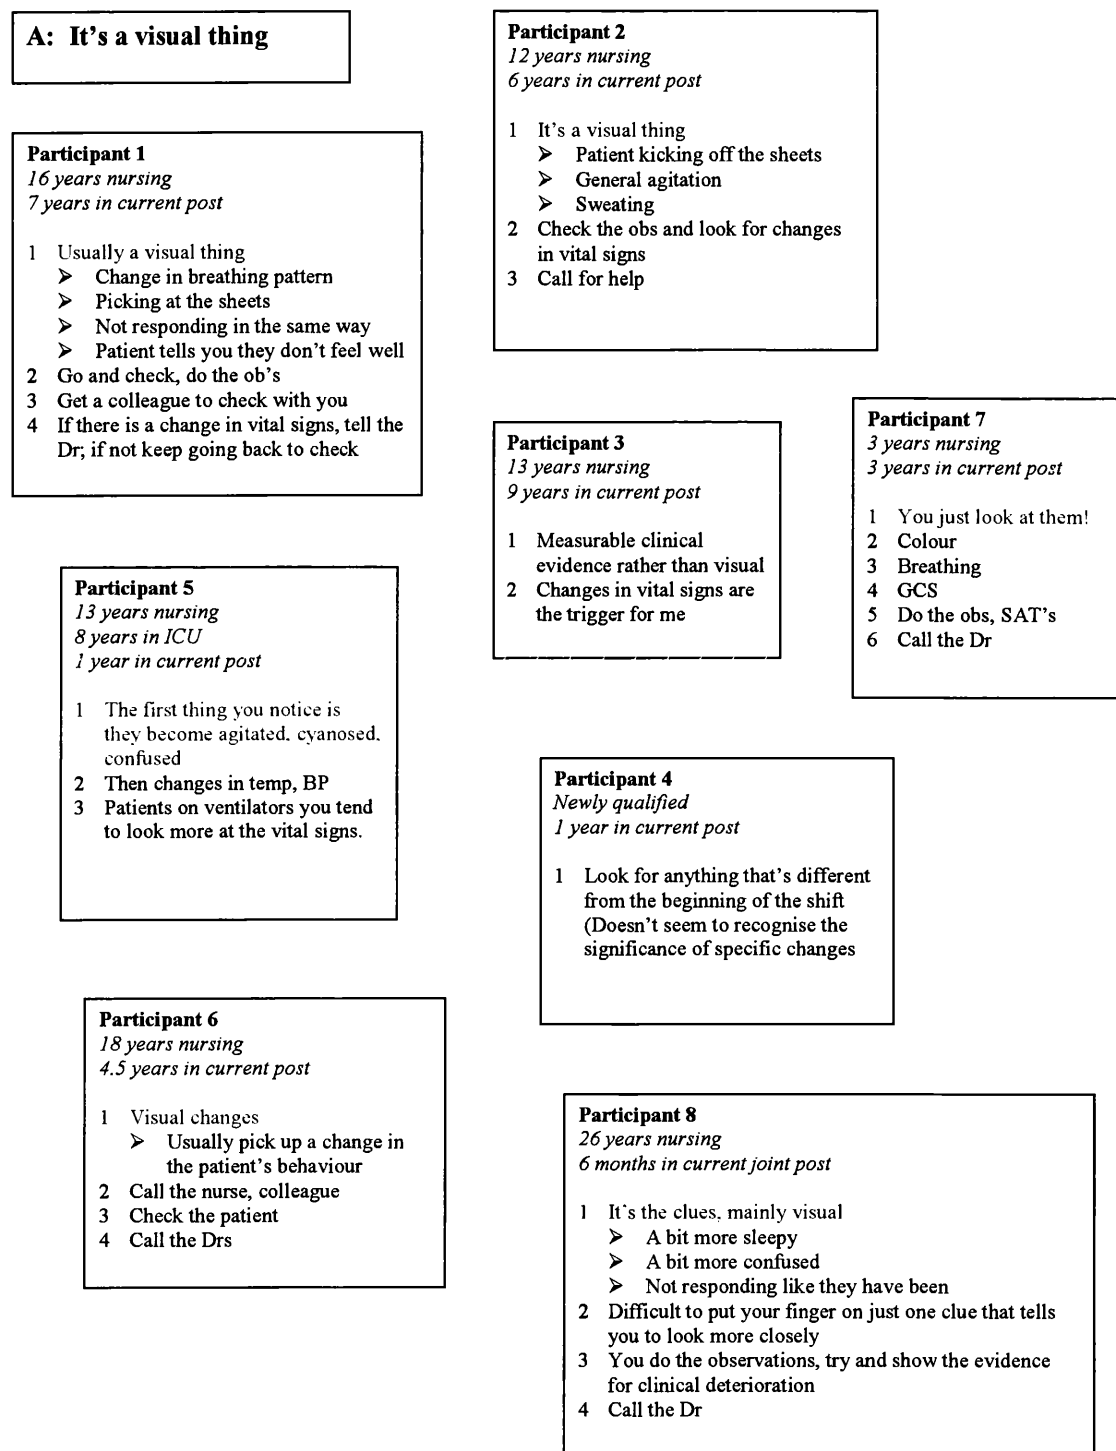 A: It's a visual thing
Participant 1
16 years nursing
7 years in current post
1 Usually a visual thing
➢ Change in breathing pattern
➢ Picking at the sheets
➢ Not responding in the same way
➢ Patient tells you they don't feel well
2 Go and check, do the ob's
3 Get a colleague to check with you
4 If there is a change in vital signs, tell the
Dr; if not keep going back to check
Participant 2
12 years nursing
6 years in current post
1 It's a visual thing
➢ Patient kicking off the sheets
➢ General agitation
➢ Sweating
2 Check the obs and look for changes
in vital signs
3 Call for help
Participant 3
13 years nursing
9 years in current post
1 Measurable clinical
evidence rather than visual
2 Changes in vital signs are
the trigger for me
Participant 7
3 years nursing
3 years in current post
1 You just look at them!
2 Colour
3 Breathing
4 GCS
5 Do the obs, SAT's
6 Call the Dr
Participant 5
13 years nursing
8 years in ICU
1 year in current post
1 The first thing you notice is
they become agitated, cyanosed,
confused
2 Then changes in temp, BP
3 Patients on ventilators you tend
to look more at the vital signs.
Participant 4
Newly qualified
1 year in current post
1 Look for anything that's different
from the beginning of the shift
(Doesn't seem to recognise the
significance of specific changes
Participant 6
18 years nursing
4.5 years in current post
1 Visual changes
➢ Usually pick up a change in
the patient's behaviour
2 Call the nurse, colleague
3 Check the patient
4 Call the Drs
Participant 8
26 years nursing
6 months in current joint post
1 It's the clues, mainly visual
➢ A bit more sleepy
➢ A bit more confused
➢ Not responding like they have been
2 Difficult to put your finger on just one clue that tells
you to look more closely
3 You do the observations, try and show the evidence
for clinical deterioration
4 Call the Dr